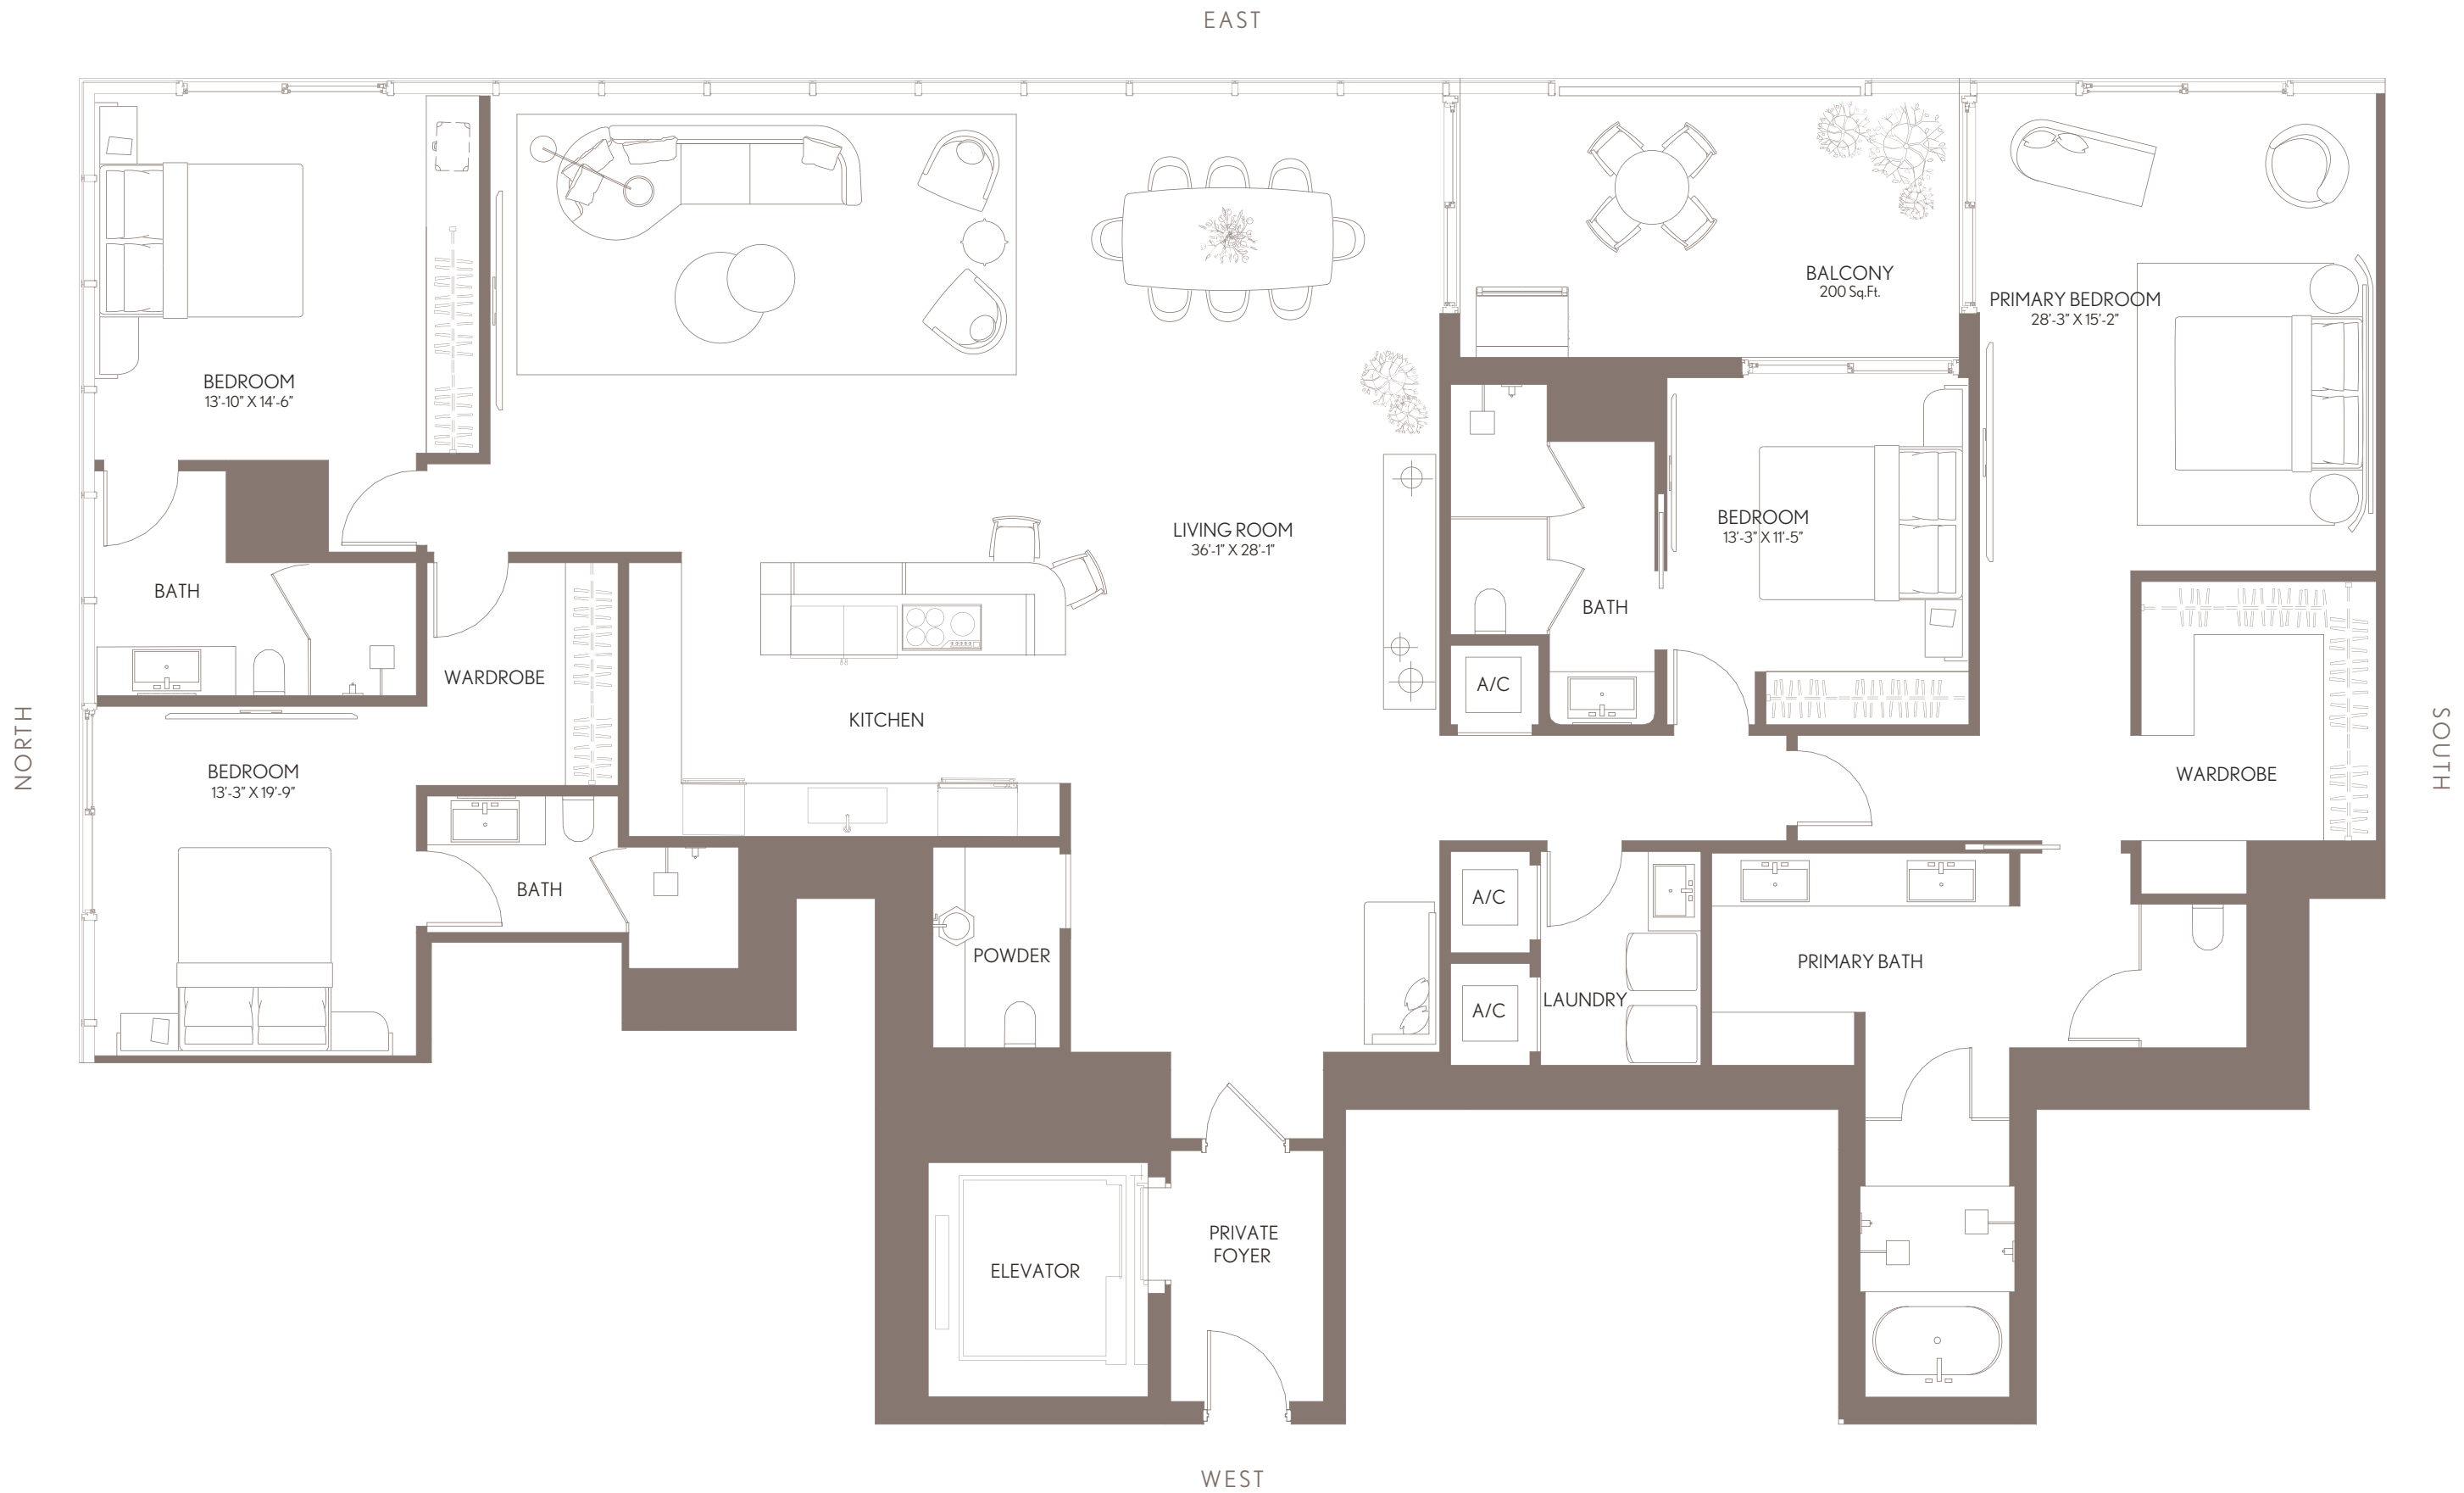 EAST
BALCONY
200 Sq.Ft.
PRIMARY BEDROOM
28'-3" X 15'-2"
BEDROOM
13'-10" X 14'-6"
LIVING ROOM
36'-1" X 28'-1"
BEDROOM
13'-3" X 11'-5"
BATH
BATH
WARDROBE
A/C
KITCHEN
NORTH
SOUTH
BEDROOM
13'-3" X 19'-9"
WARDROBE
BATH
A/C
POWDER
PRIMARY BATH
LAUNDRY
A/C
PRIVATE
FOYER
ELEVATOR
WEST